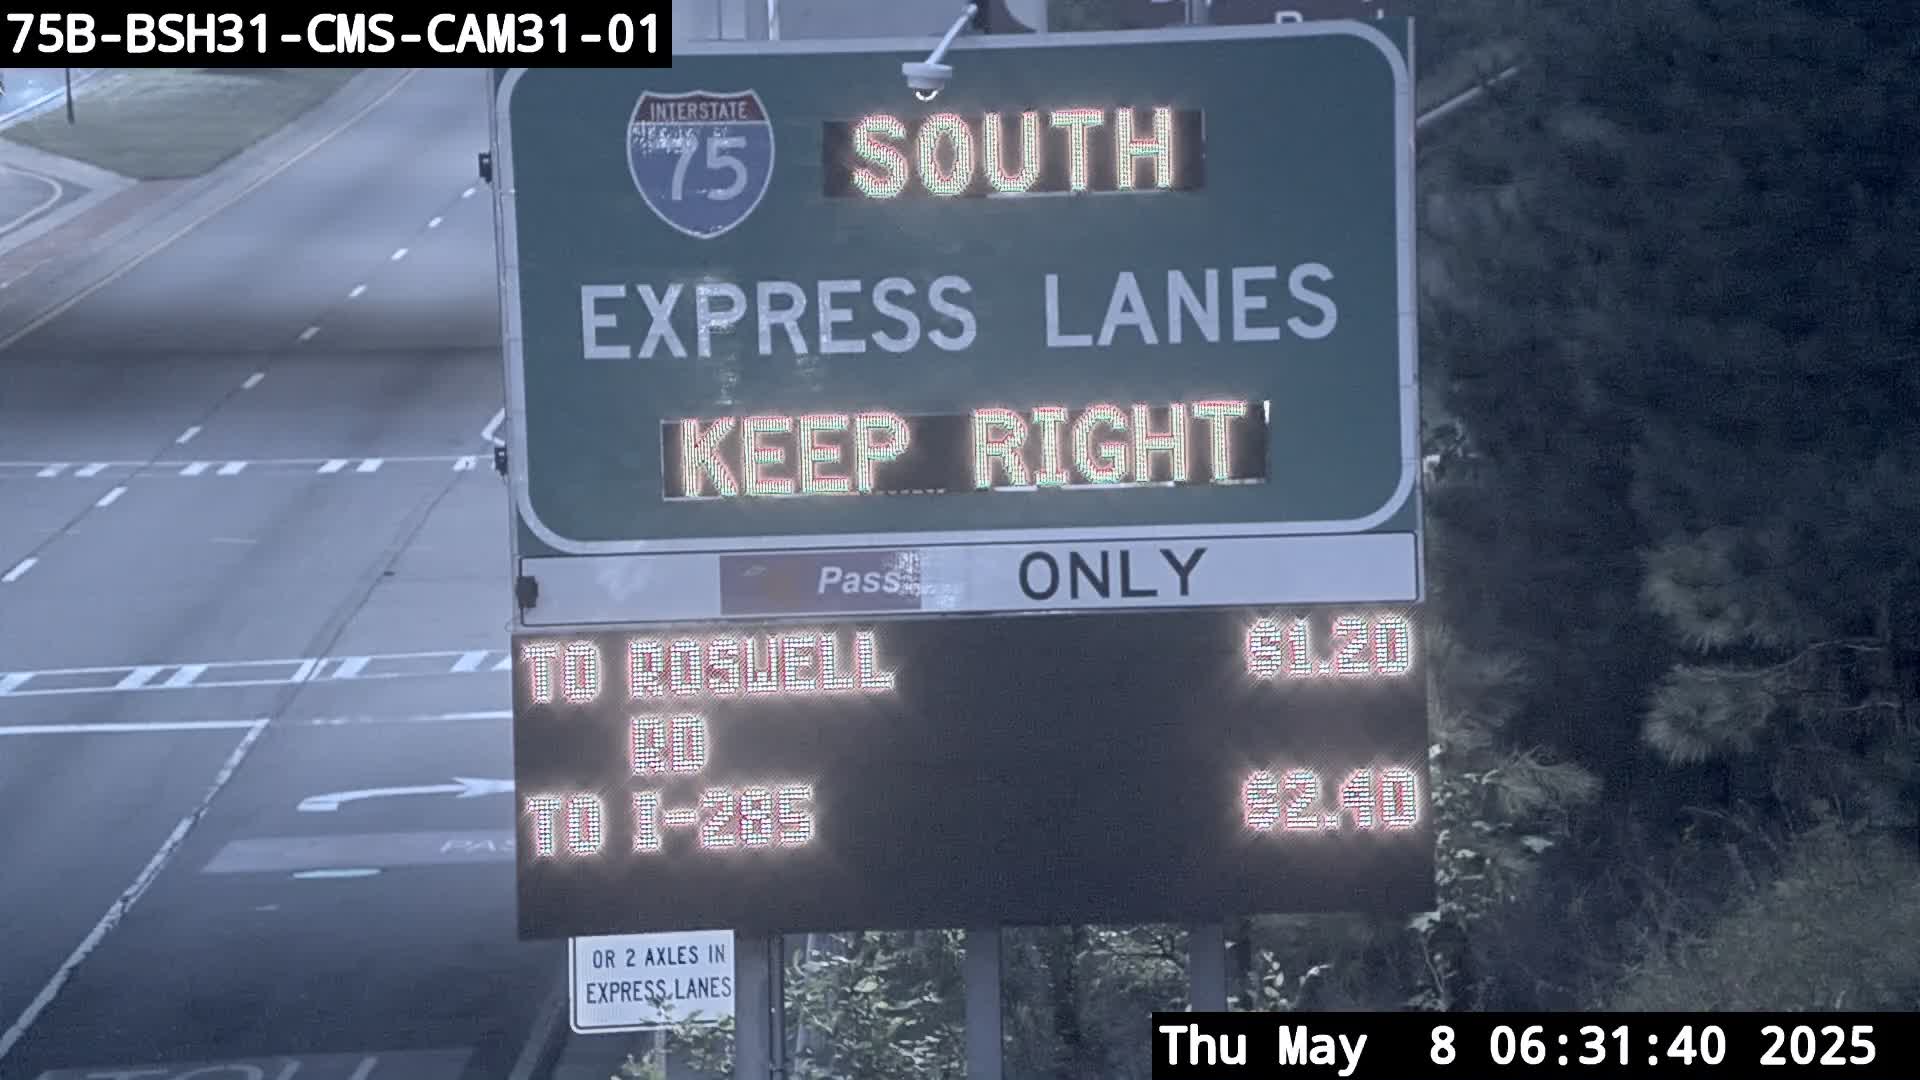 75B-BSH31-CMS-CAM31-01
INTERSTATE
75
SOUTH
EXPRESS LANES
KEEP RIGHT
Pass
ONLY
TO ROSWELL $1.20
RD
TO I-285 $2.40
OR 2 AXLES IN
EXPRESS LANES
TOLL
Thu May 8 06:31:40 2025